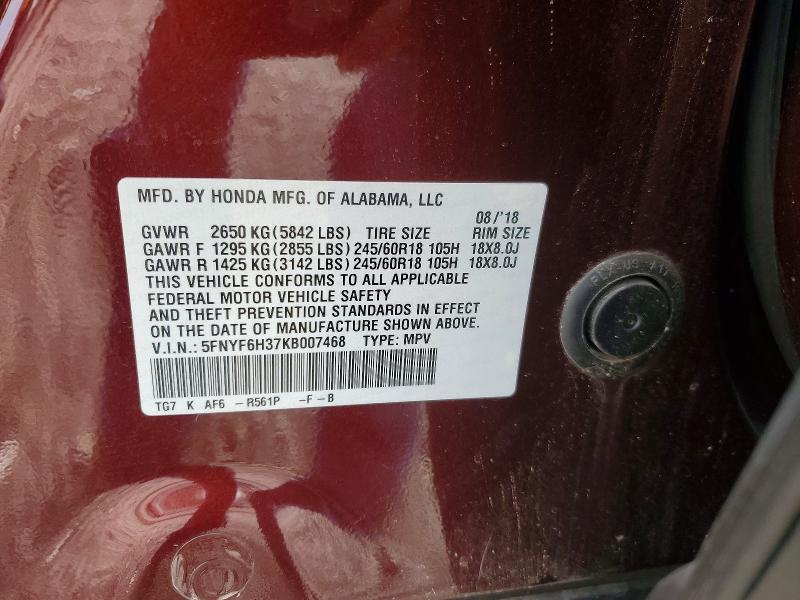 MFD. BY HONDA MFG. OF ALABAMA, LLC
08/'18
GVWR 2650 KG (5842 LBS) TIRE SIZE RIM SIZE
GAWR F 1295 KG (2855 LBS) 245/60R18 105H 18X8.0J
GAWR R 1425 KG (3142 LBS) 245/60R18 105H 18X8.0J
THIS VEHICLE CONFORMS TO ALL APPLICABLE
FEDERAL MOTOR VEHICLE SAFETY
AND THEFT PREVENTION STANDARDS IN EFFECT
ON THE DATE OF MANUFACTURE SHOWN ABOVE.
V.I.N.: 5FNYF6H37KB007468 TYPE: MPV
TG7 K AF6 -R561P -F-B